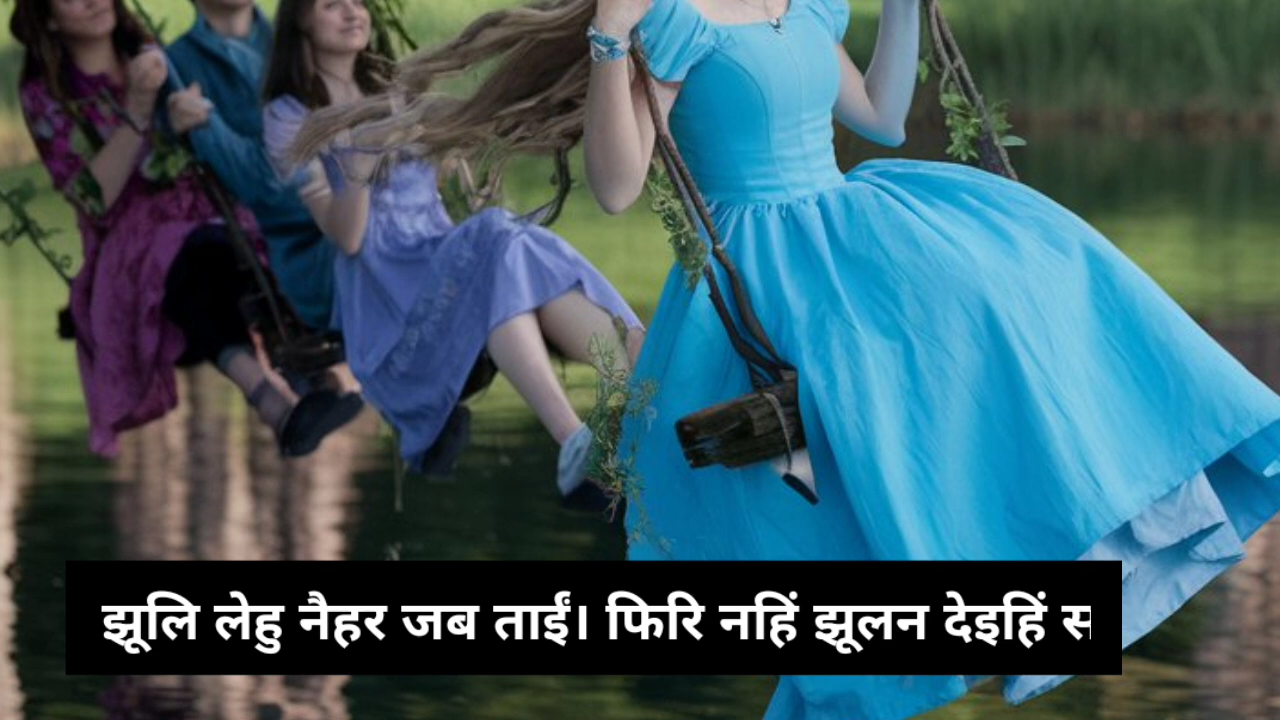 झूलि लेहु नैहर जब ताईं। फिरि नहिं झूलन देइहिं